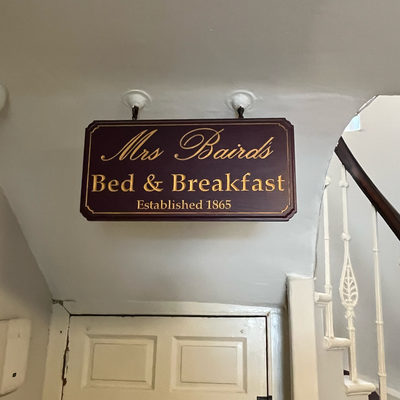 Mrs Bairds
Bed & Breakfast
Established 1865